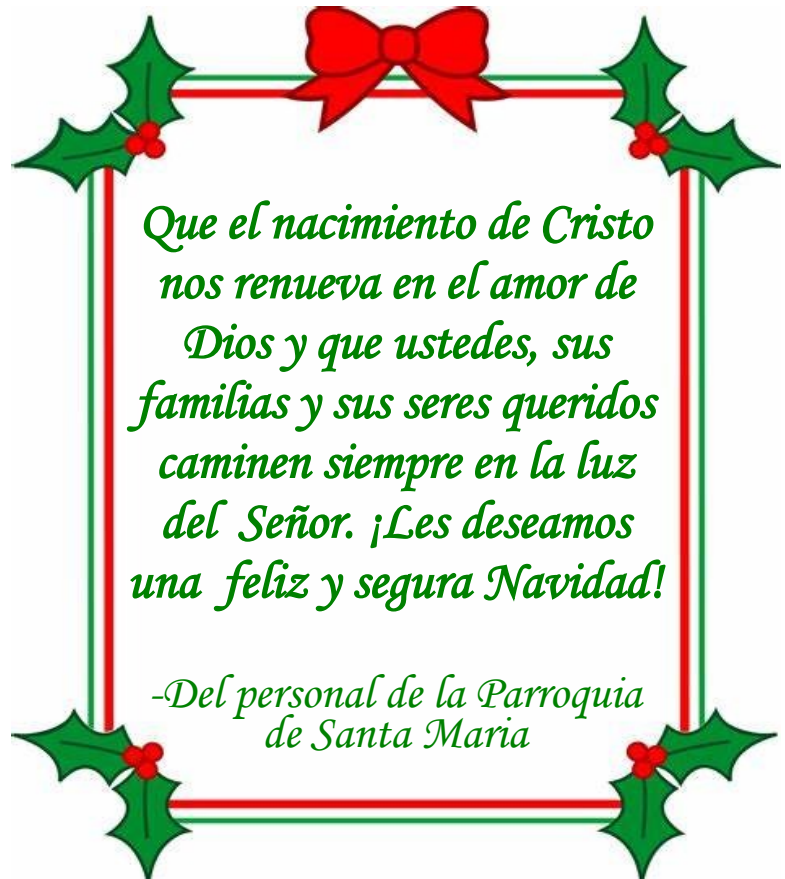 Que el nacimiento de Cristo
nos renueva en el amor de
Dios y que ustedes, sus
familias y sus seres queridos
caminen siempre en la luz
del Señor. ¡Les deseamos
una feliz y segura Navidad!
-Del personal de la Parroquia
de Santa Maria